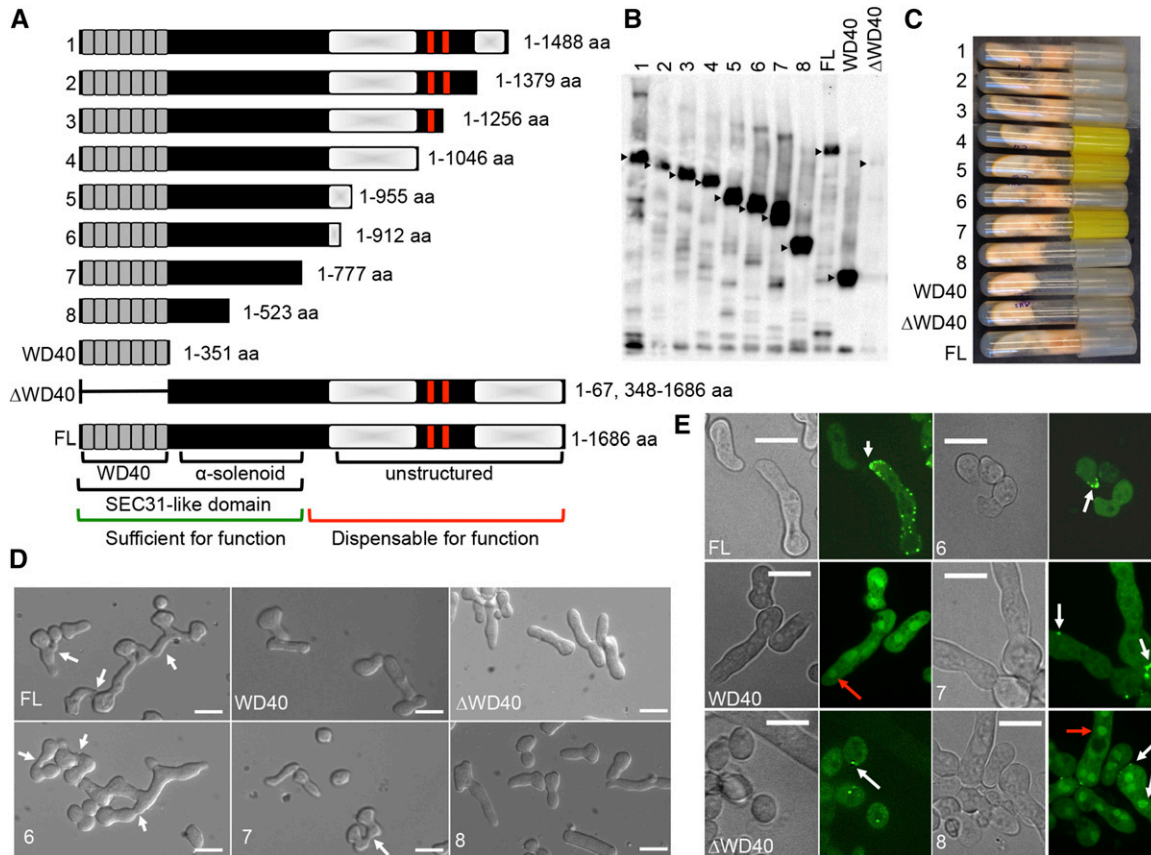 A
1 1-1488 aa
2 1-1379 aa
3 1-1256 aa
4 1-1046 aa
5 1-955 aa
6 1-912 aa
7 1-777 aa
8 1-523 aa
WD40 1-351 aa
ΔWD40 1-67, 348-1686 aa
FL 1-1686 aa
WD40 α-solenoid unstructured
SEC31-like domain
Sufficient for function Dispensable for function
B
1 2 3 4 5 6 7 8 FL WD40 ΔWD40
C
1
2
3
4
5
6
7
8
WD40
ΔWD40
FL
D
FL WD40 ΔWD40
6 7 8
E
FL 6
WD40 7
ΔWD40 8